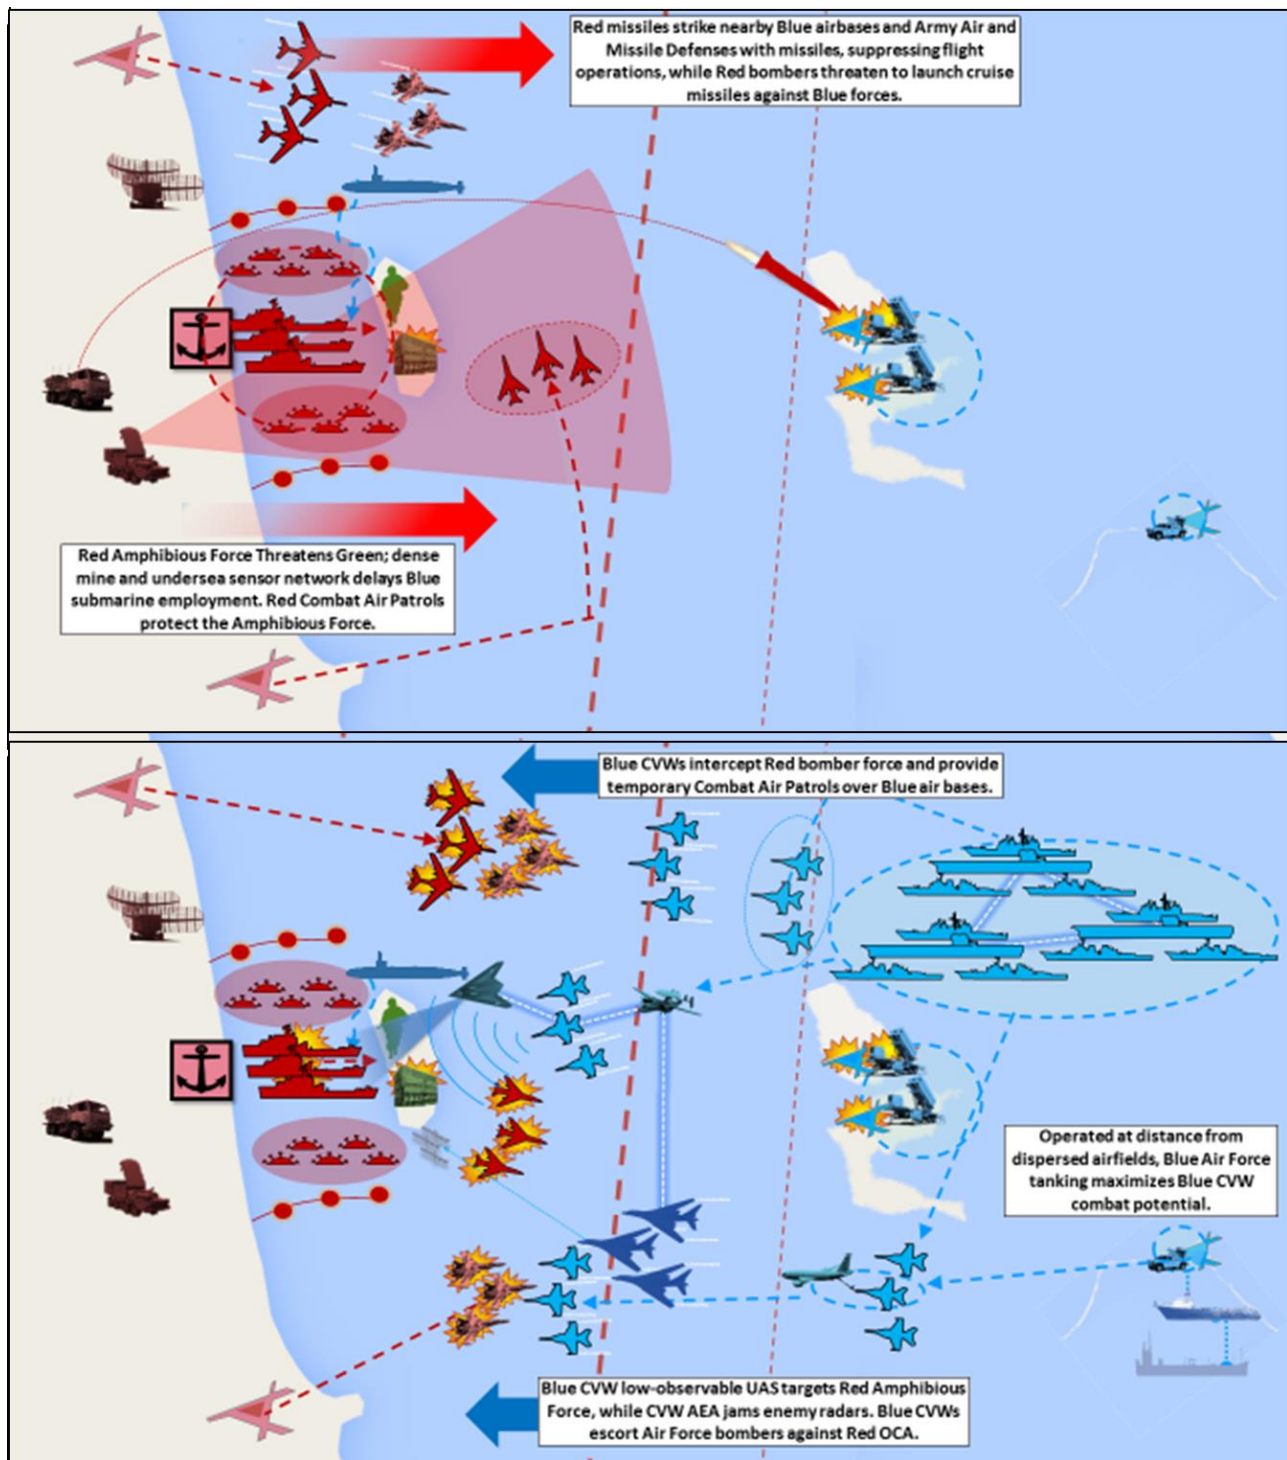 Red missiles strike nearby Blue airbases and Army Air and
Missile Defenses with missiles, suppressing flight
operations, while Red bombers threaten to launch cruise
missiles against Blue forces.
Red Amphibious Force Threatens Green; dense
mine and undersea sensor network delays Blue
submarine employment. Red Combat Air Patrols
protect the Amphibious Force.
Blue CVWs intercept Red bomber force and provide
temporary Combat Air Patrols over Blue air bases.
Operated at distance from
dispersed airfields, Blue Air Force
tanking maximizes Blue CVW
combat potential.
Blue CVW low-observable UAS targets Red Amphibious
Force, while CVW AEA jams enemy radars. Blue CVWs
escort Air Force bombers against Red OCA.